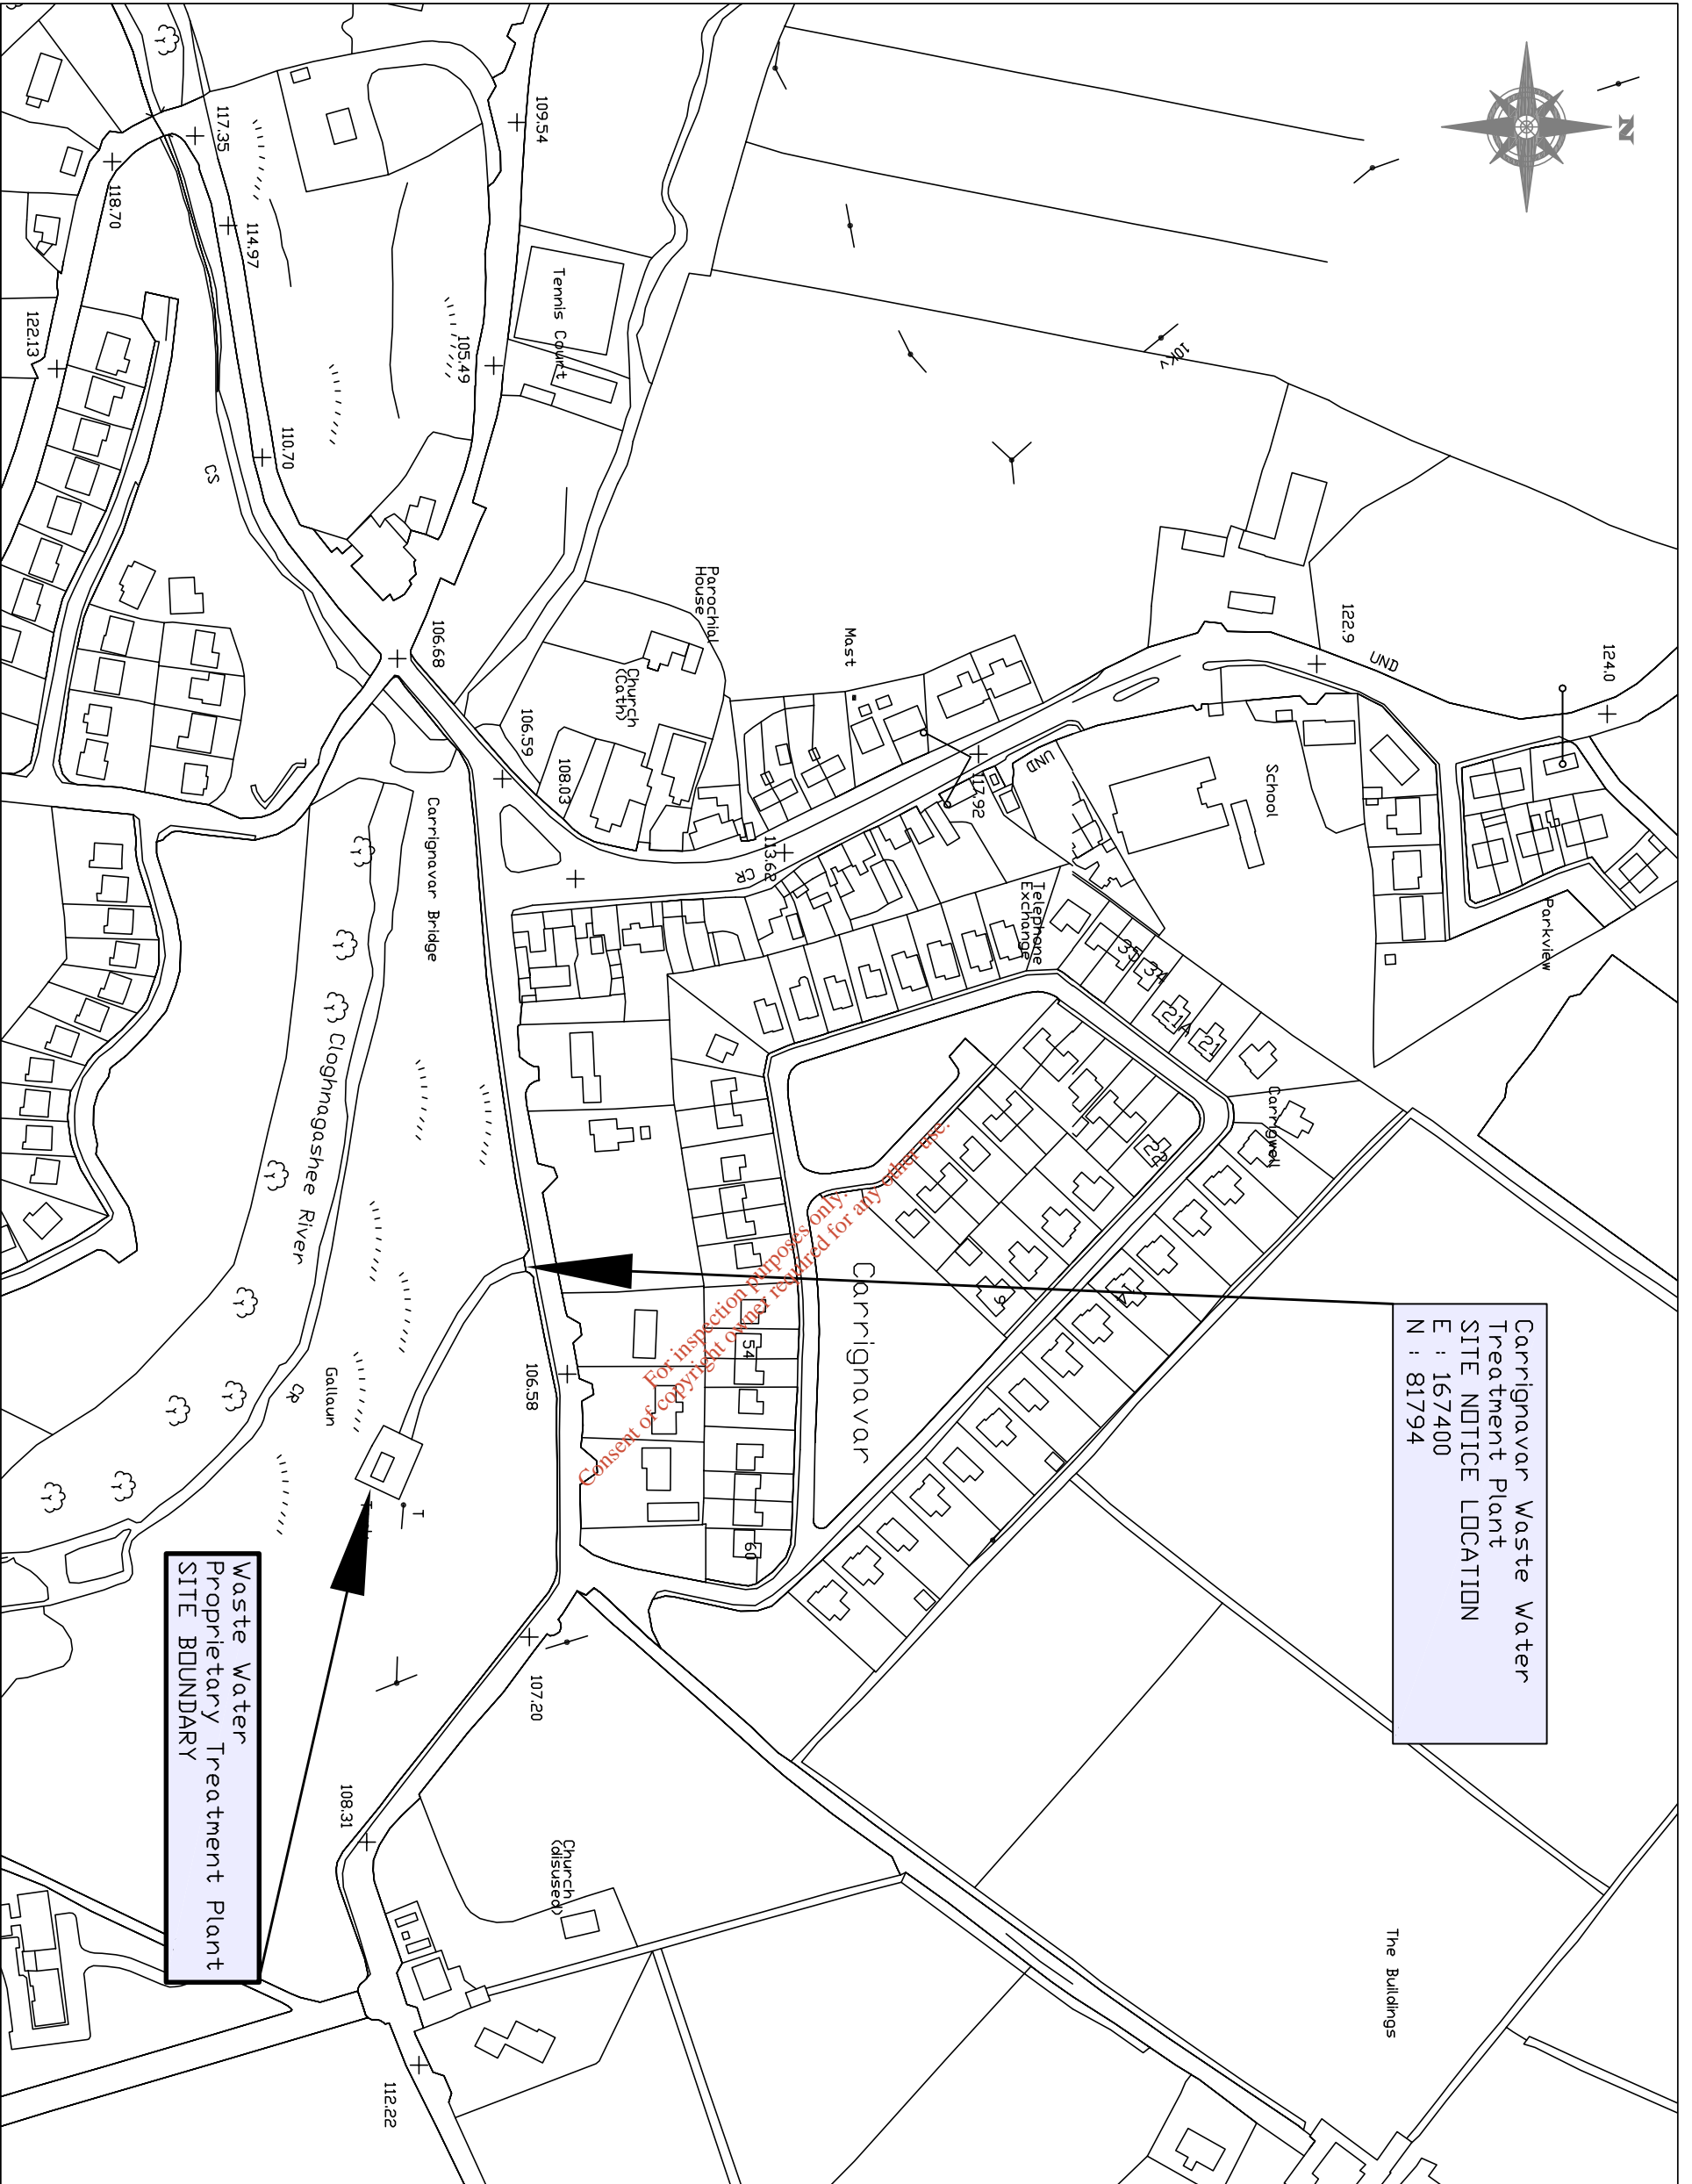 N
Carrignavar Waste Water
Treatment Plant
SITE NOTICE LOCATION
E : 167400
N : 81794
Waste Water
Proprietary Treatment Plant
SITE BOUNDARY
124.0
UND
122.9
Parkview
School
The Buildings
Carrigwell
Mast
117.92
UND
Telephone
Exchange
35
34
21A
21
22
14
9
Parochial
House
Church
(Cath)
113.62
CR
Carrignavar
54
60
109.54
Tennis Court
105.49
106.68
106.59
108.03
106.58
107.20
Church
(disused)
108.31
112.22
Carrignavar Bridge
Cloghnagashee River
CR
Gallaun
T
117.35
118.70
114.97
110.70
122.13
CS
For inspection purposes only.
Consent of copyright owner required for any other use.